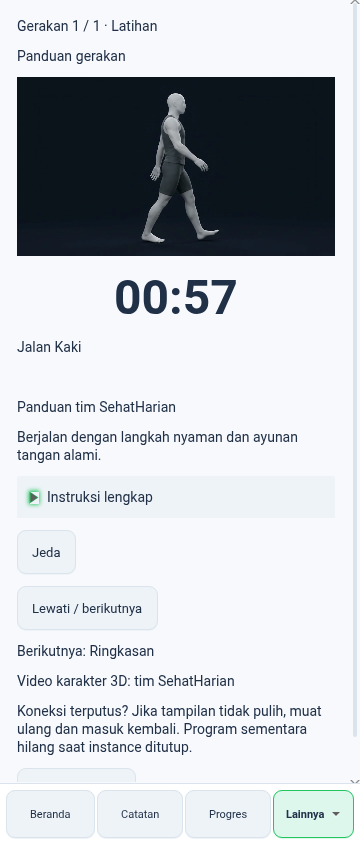 Gerakan 1 / 1 · Latihan
Panduan gerakan
00:57
Jalan Kaki
Panduan tim SehatHarian
Berjalan dengan langkah nyaman dan ayunan
tangan alami.
Instruksi lengkap
Jeda
Lewati / berikutnya
Berikutnya: Ringkasan
Video karakter 3D: tim SehatHarian
Koneksi terputus? Jika tampilan tidak pulih, muat
ulang dan masuk kembali. Program sementara
hilang saat instance ditutup.
Beranda
Catatan
Progres
Lainnya